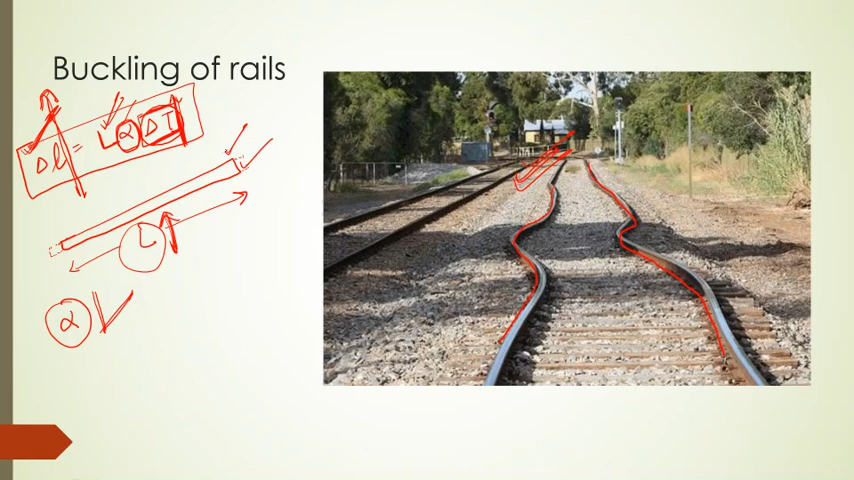 Buckling of rails
Δl = LαΔT
L
α